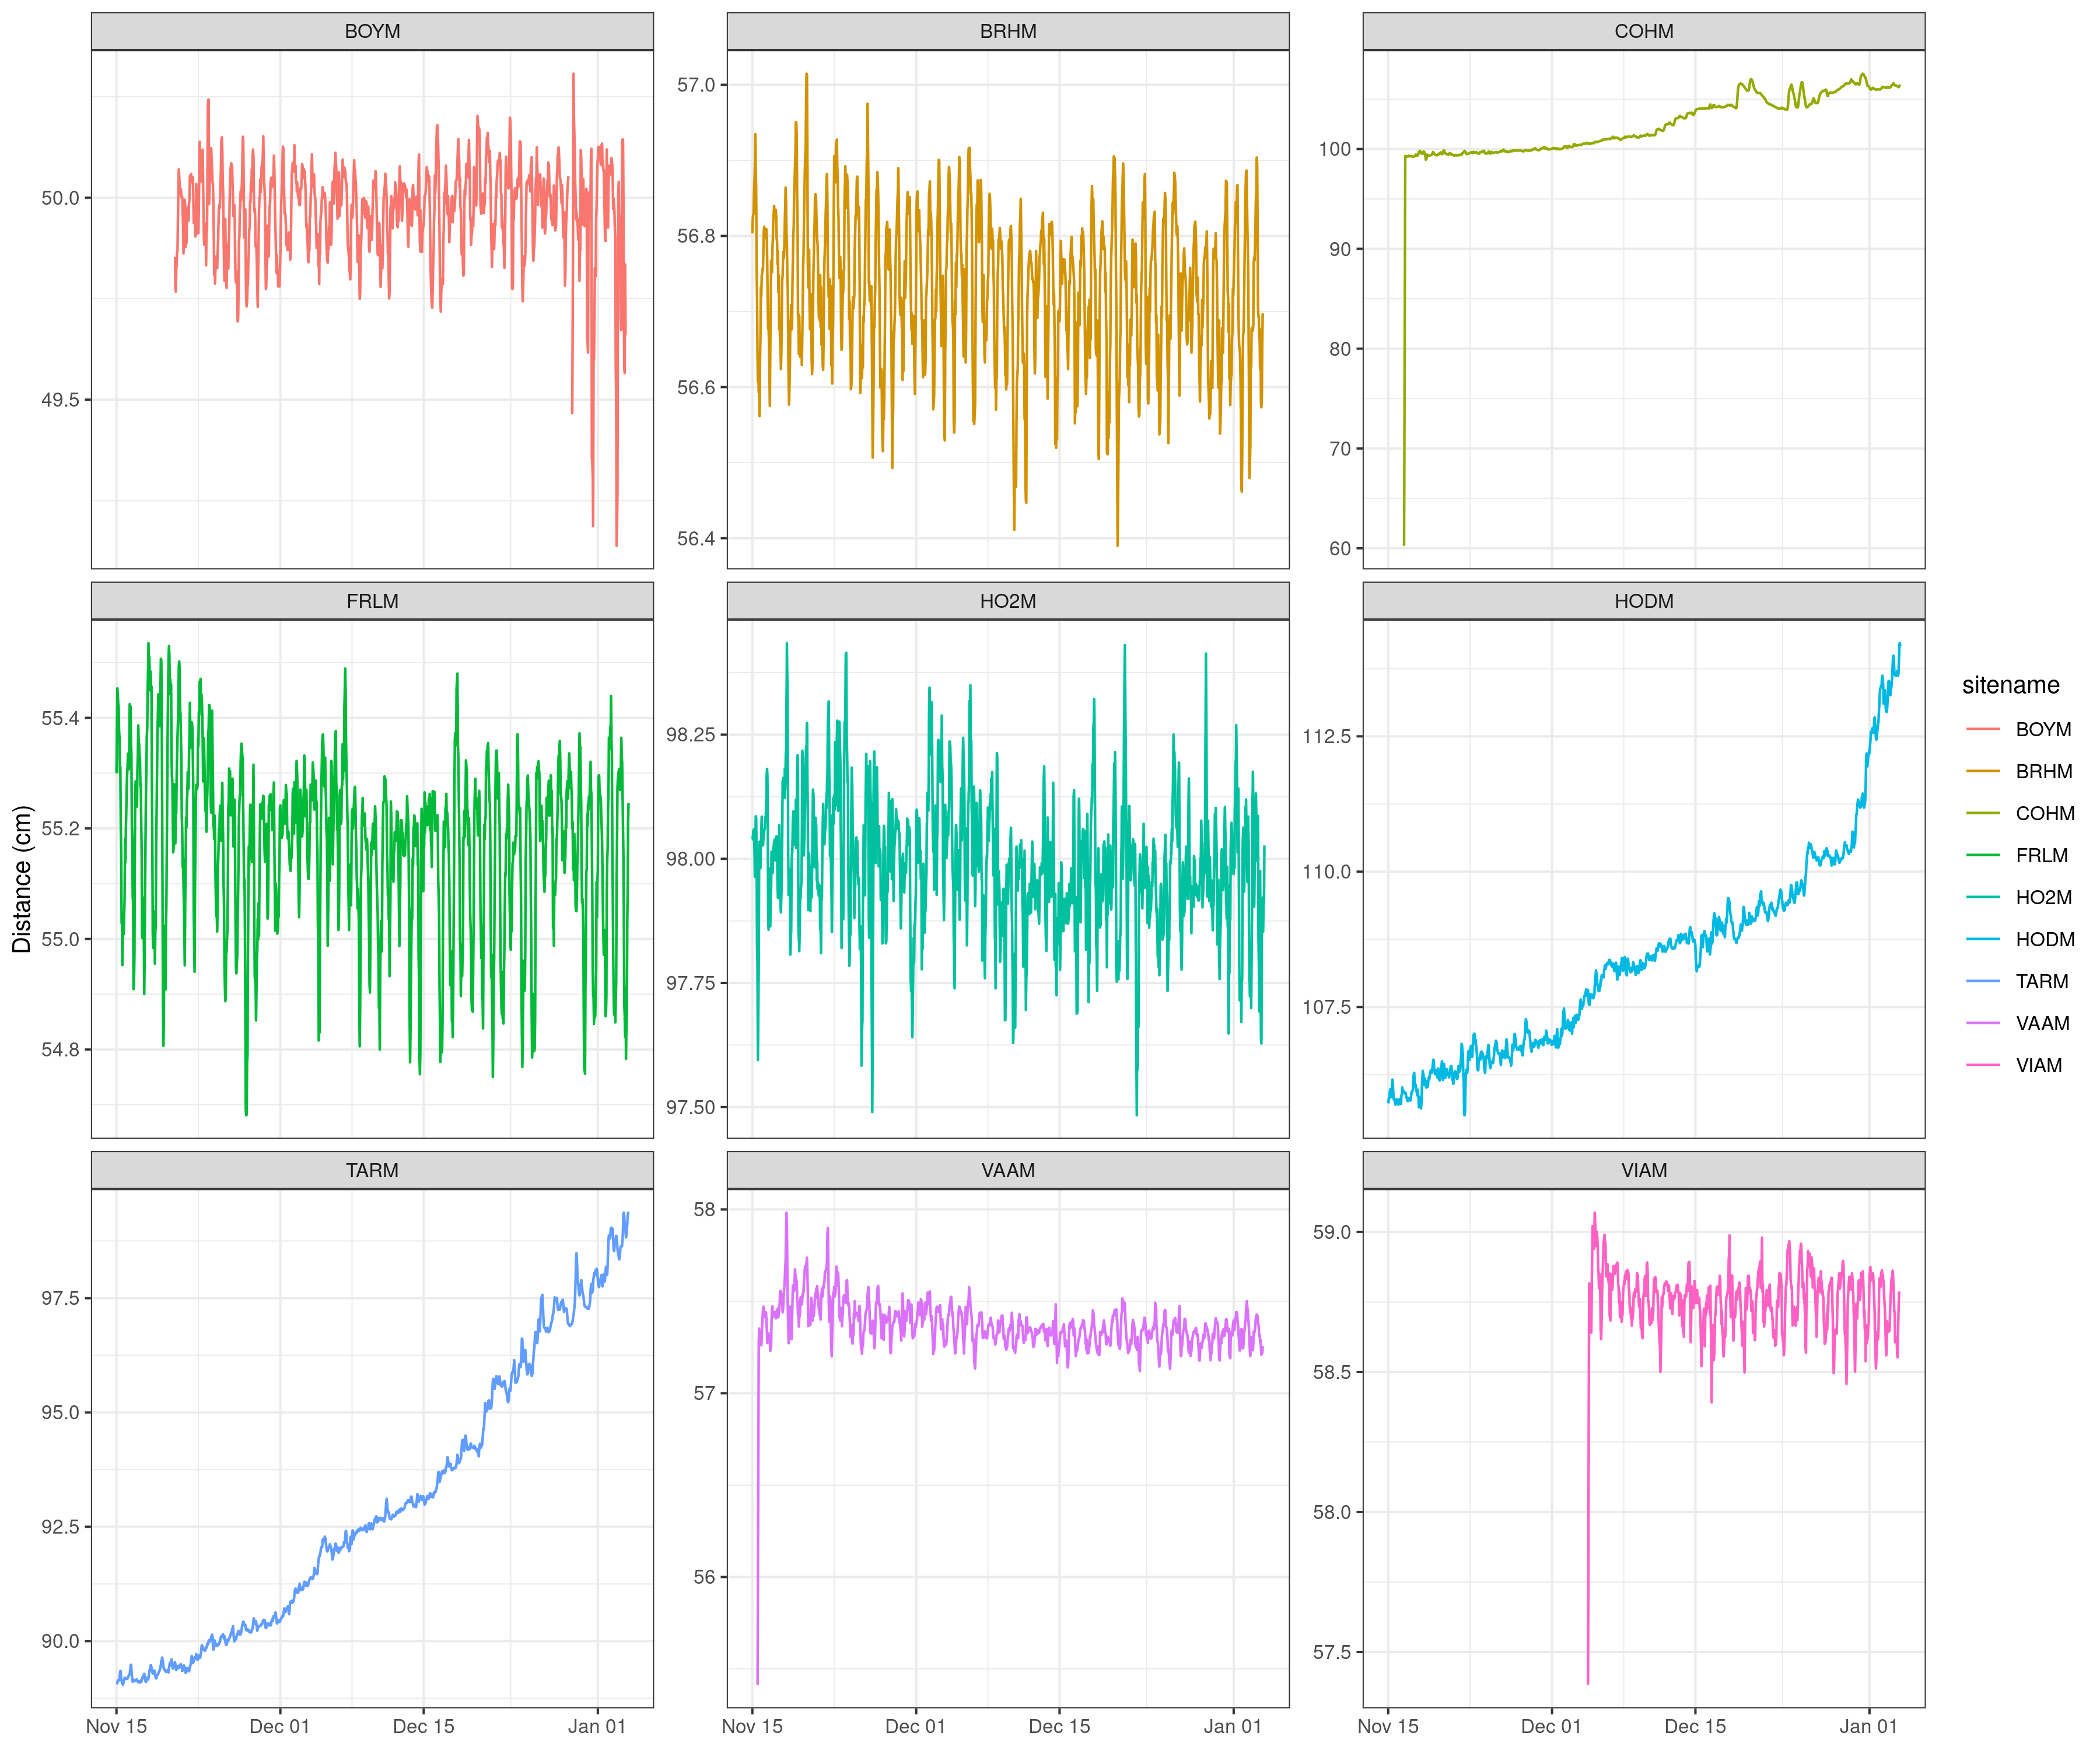 BOYM
BRHM
COHM
50.0
49.5
57.0
56.8
56.6
56.4
100
90
80
70
60
FRLM
HO2M
HODM
55.4
55.2
55.0
54.8
98.25
98.00
97.75
97.50
112.5
110.0
107.5
TARM
VAAM
VIAM
97.5
95.0
92.5
90.0
58
57
56
59.0
58.5
58.0
57.5
Nov 15 Dec 01 Dec 15 Jan 01
Nov 15 Dec 01 Dec 15 Jan 01
Nov 15 Dec 01 Dec 15 Jan 01
Distance (cm)
sitename
BOYM
BRHM
COHM
FRLM
HO2M
HODM
TARM
VAAM
VIAM